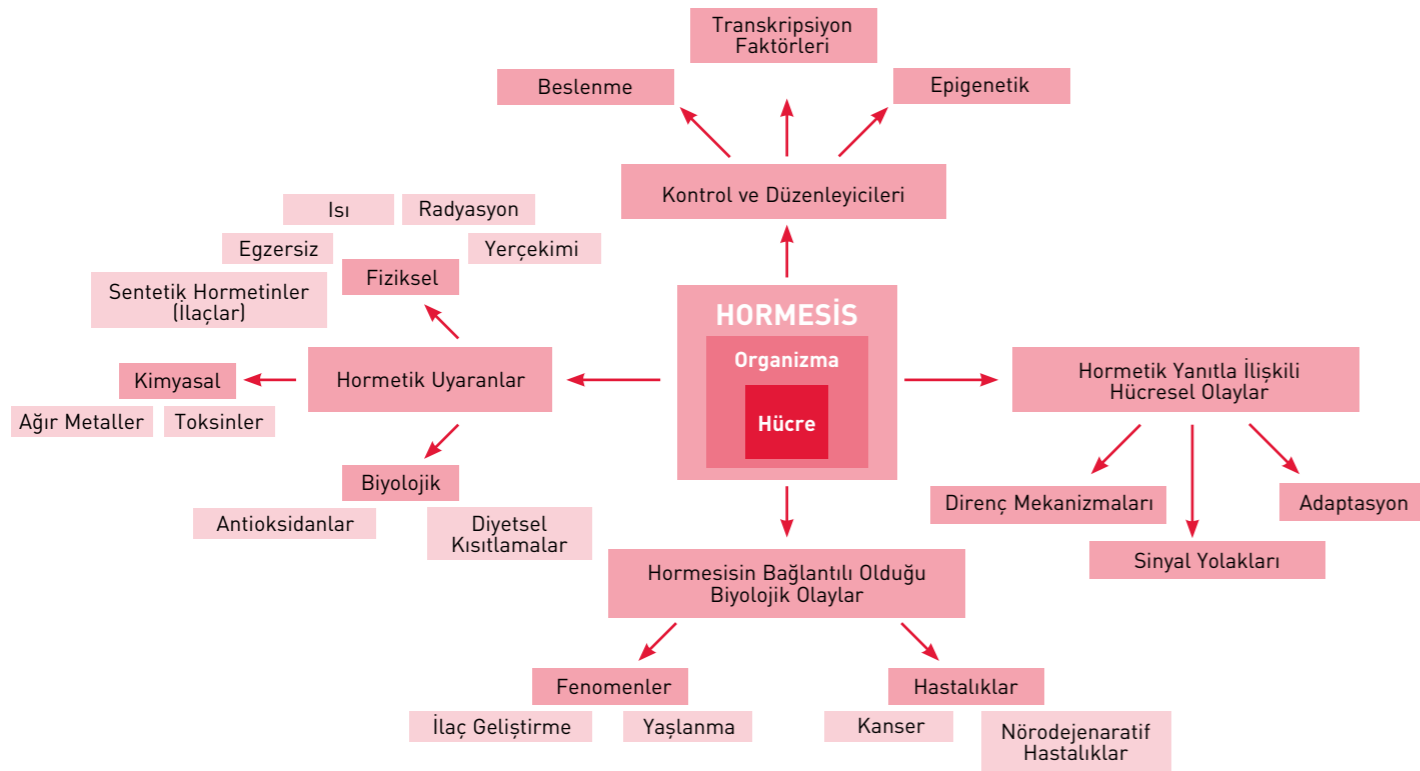 Transkripsiyon
Faktörleri
Beslenme
Epigenetik
Kontrol ve Düzenleyicileri
Isı
Radyasyon
Egzersiz
Yerçekimi
Fiziksel
Sentetik Hormetinler
(İlaçlar)
HORMESİS
Organizma
Hücre
Hormetik Uyaranlar
Kimyasal
Ağır Metaller
Toksinler
Biyolojik
Antioksidanlar
Diyetsel
Kısıtlamalar
Hormetik Yanıtla İlişkili
Hücresel Olaylar
Direnç Mekanizmaları
Adaptasyon
Sinyal Yolakları
Hormesisin Bağlantılı Olduğu
Biyolojik Olaylar
Fenomenler
Hastalıklar
İlaç Geliştirme
Yaşlanma
Kanser
Nörodejenaratif
Hastalıklar